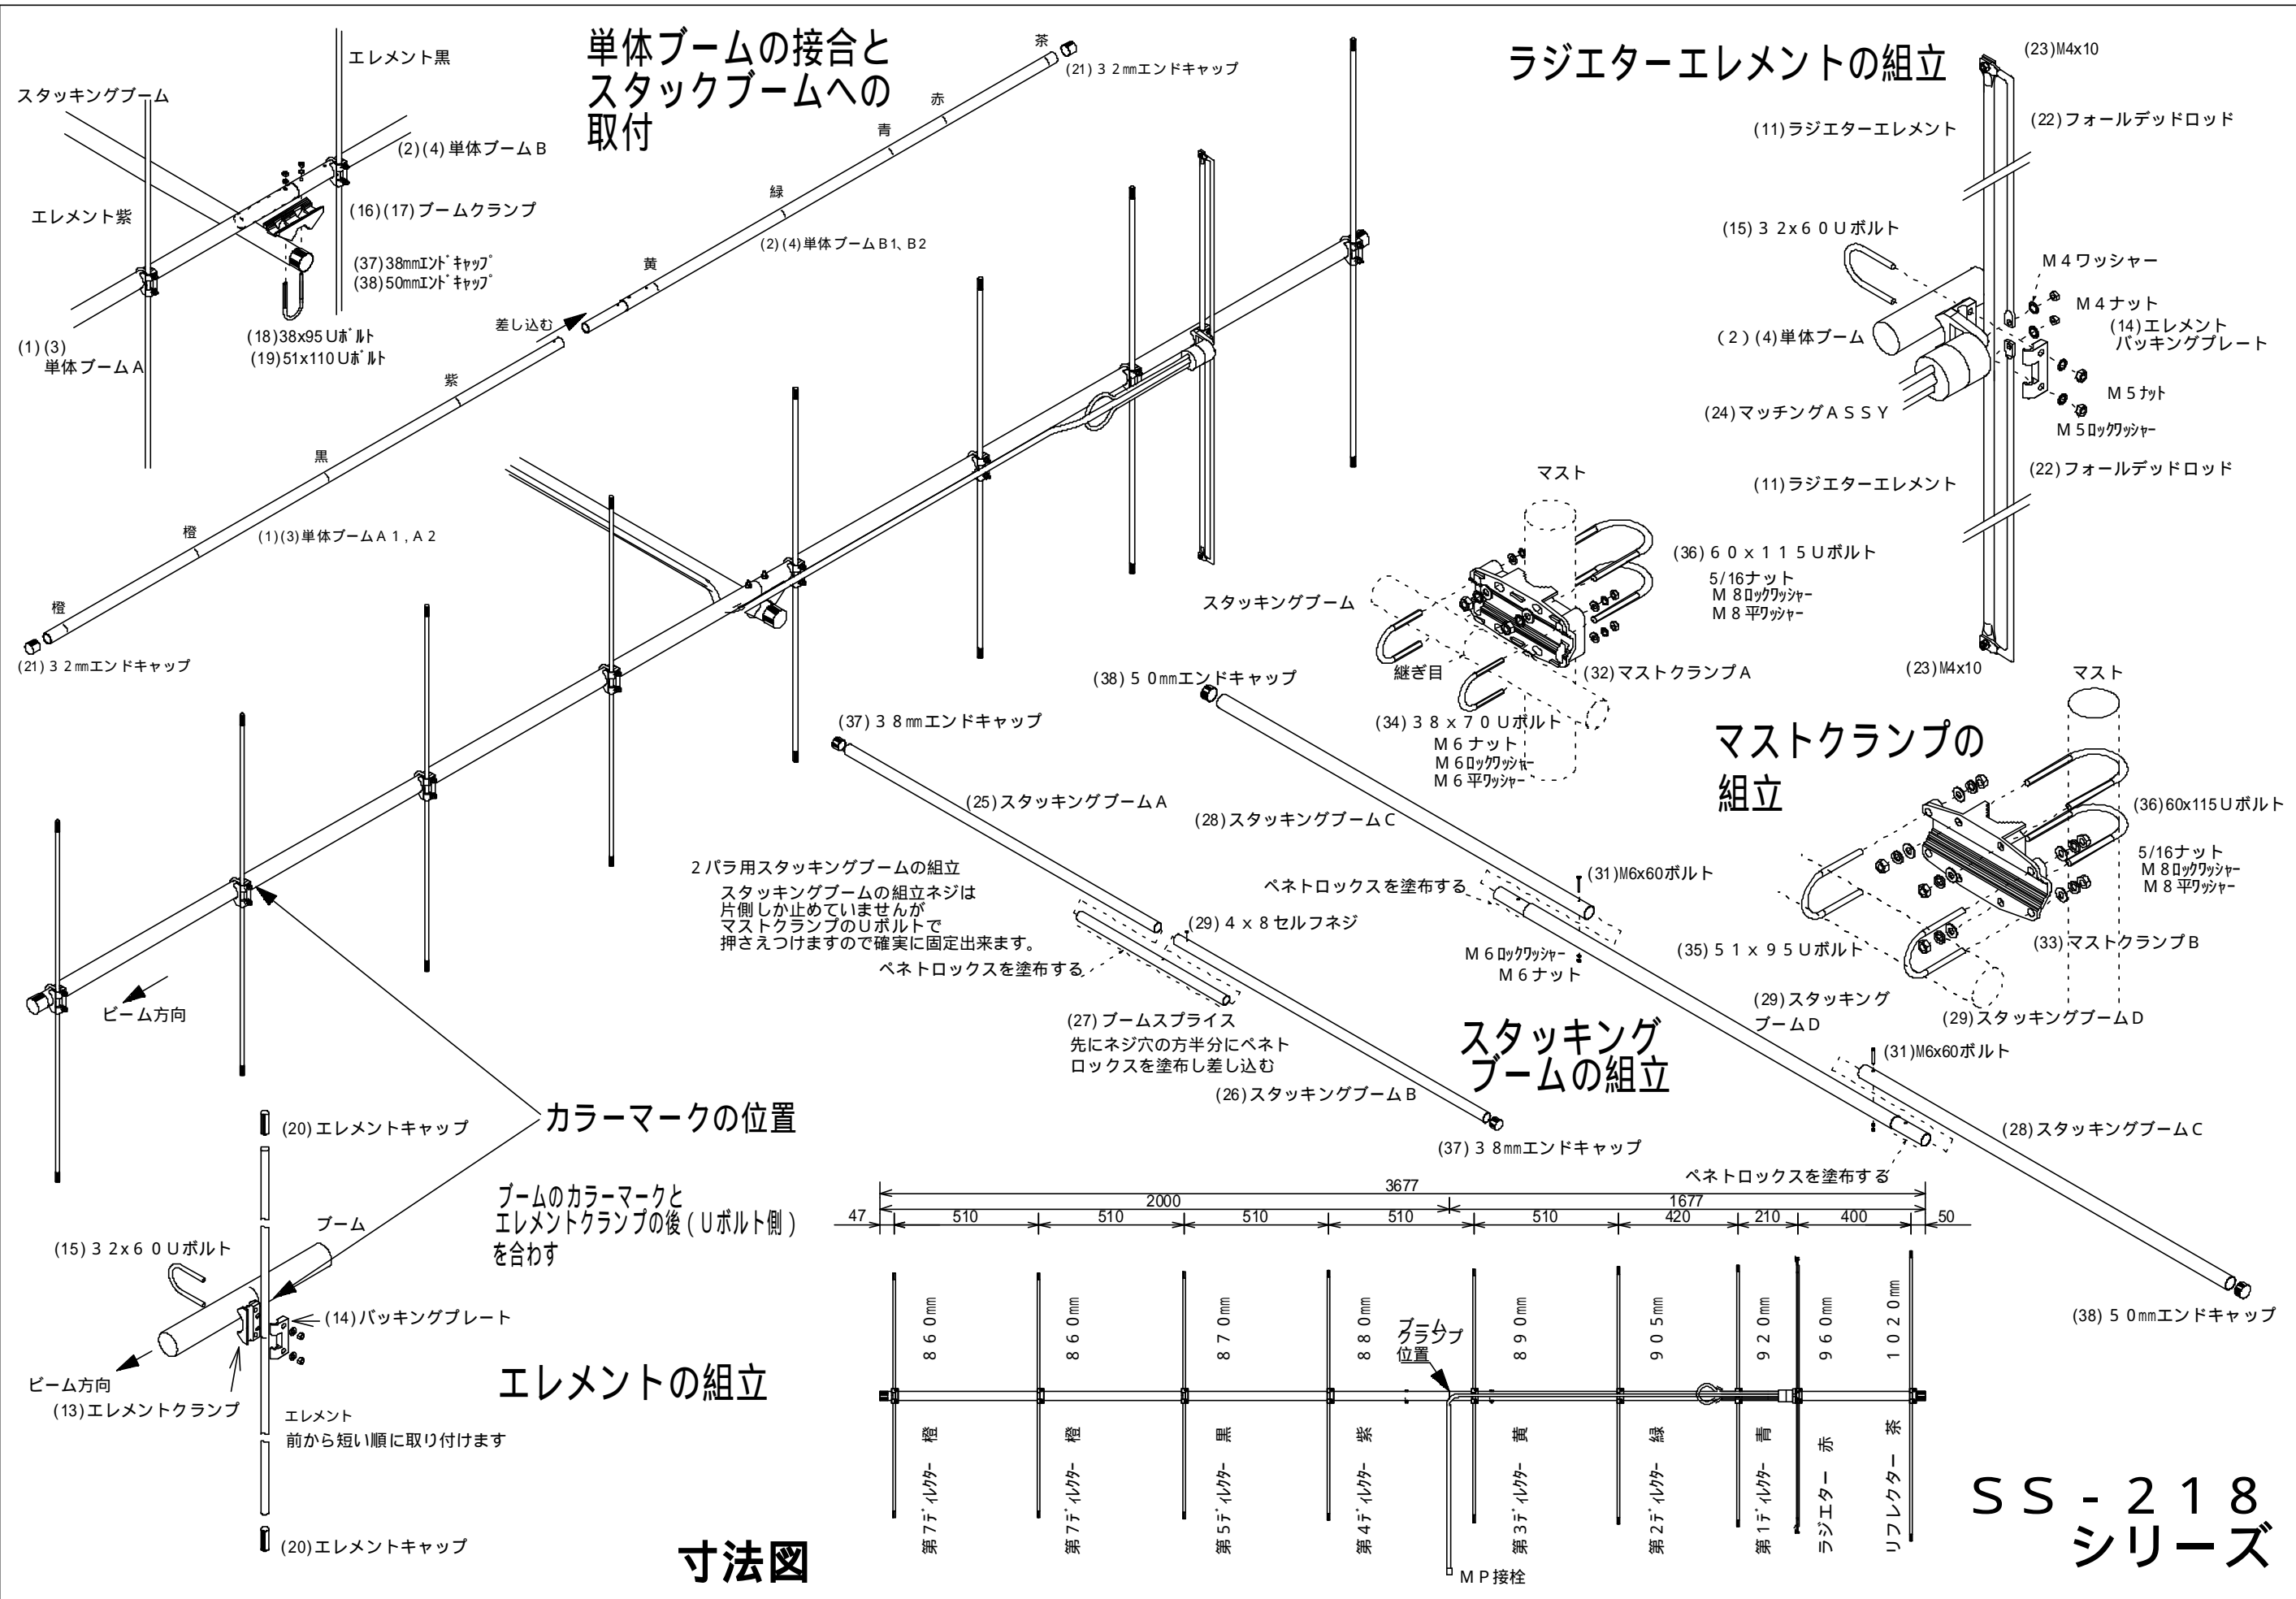 単体ブームの接合と
スタックブームへの
取付
エレメント黒
スタッキングブーム
(2)(4)単体ブームB
エレメント紫
(16)(17)ブームクランプ
(37)38mmエンドキャップ
(38)50mmエンドキャップ
(18)38x95Uボルト
(19)51x110Uボルト
(1)(3)
単体ブームA
茶
(21)32mmエンドキャップ
赤
青
緑
(2)(4)単体ブームB1、B2
黄
差し込む
紫
黒
橙
(1)(3)単体ブームA1,A2
橙
(21)32mmエンドキャップ
ラジエターエレメントの組立
(23)M4x10
(11)ラジエターエレメント
(22)フォールデッドロッド
(15)32x60Uボルト
M4ワッシャー
M4ナット
(14)エレメント
バッキングプレート
(2)(4)単体ブーム
M5ナット
(24)マッチングASSY
M5ロックワッシャー
(22)フォールデッドロッド
(11)ラジエターエレメント
(23)M4x10
マスト
(36)60x115Uボルト
5/16ナット
M8ロックワッシャー
M8平ワッシャー
スタッキングブーム
継ぎ目
(32)マストクランプA
(34)38x70Uボルト
M6ナット
M6ロックワッシャー
M6平ワッシャー
マストクランプの
組立
マスト
(36)60x115Uボルト
5/16ナット
M8ロックワッシャー
M8平ワッシャー
(33)マストクランプB
(35)51x95Uボルト
(29)スタッキングブームD
(38)50mmエンドキャップ
(37)38mmエンドキャップ
(25)スタッキングブームA
(28)スタッキングブームC
2パラ用スタッキングブームの組立
スタッキングブームの組立ネジは
片側しか止めていませんが
マストクランプのUボルトで
押さえつけますので確実に固定出来ます。
ペネトロックスを塗布する
(29)4x8セルフネジ
ペネトロックスを塗布する
(31)M6x60ボルト
M6ロックワッシャー
M6ナット
(27)ブームスプライス
先にネジ穴の方半分にペネト
ロックスを塗布し差し込む
(26)スタッキングブームB
(37)38mmエンドキャップ
スタッキング
ブームの組立
(29)スタッキング
ブームD
(31)M6x60ボルト
(28)スタッキングブームC
ペネトロックスを塗布する
(38)50mmエンドキャップ
ビーム方向
カラーマークの位置
ブームのカラーマークと
エレメントクランプの後(Uボルト側)
を合わす
(20)エレメントキャップ
ブーム
(15)32x60Uボルト
(14)バッキングプレート
ビーム方向
(13)エレメントクランプ
エレメント
前から短い順に取り付けます
(20)エレメントキャップ
エレメントの組立
寸法図
3677
2000 1677
47 510 510 510 510 510 420 210 400 50
860mm 860mm 870mm 880mm 890mm 905mm 920mm 960mm 1020mm
ブーム
クランプ
位置
第7ディレクター 橙
第7ディレクター 橙
第5ディレクター 黒
第4ディレクター 紫
第3ディレクター 黄
第2ディレクター 緑
第1ディレクター 青
ラジエター 赤
リフレクター 茶
MP接栓
SS-218
シリーズ